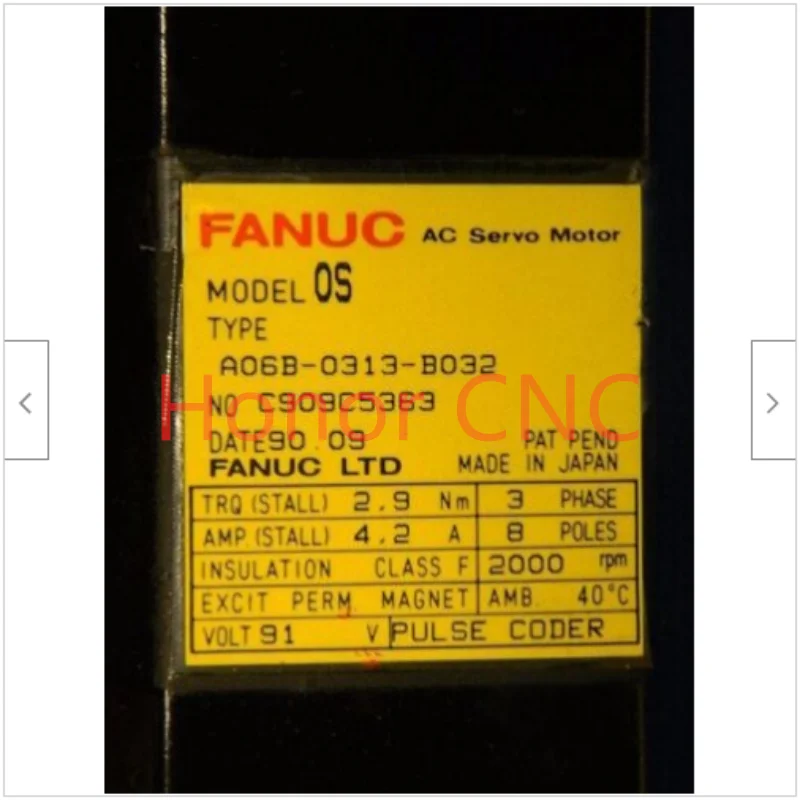 FANUC AC Servo Motor
MODEL 0S
TYPE
A06B-0313-B032
NO C909C5363
Honor CNC
DATE 90.09 PAT PEND
FANUC LTD MADE IN JAPAN
TRQ (STALL) 2.9 Nm 3 PHASE
AMP. (STALL) 4.2 A 8 POLES
INSULATION CLASS F 2000 rpm
EXCIT PERM. MAGNET AMB. 40°C
VOLT 91 V PULSE CODER